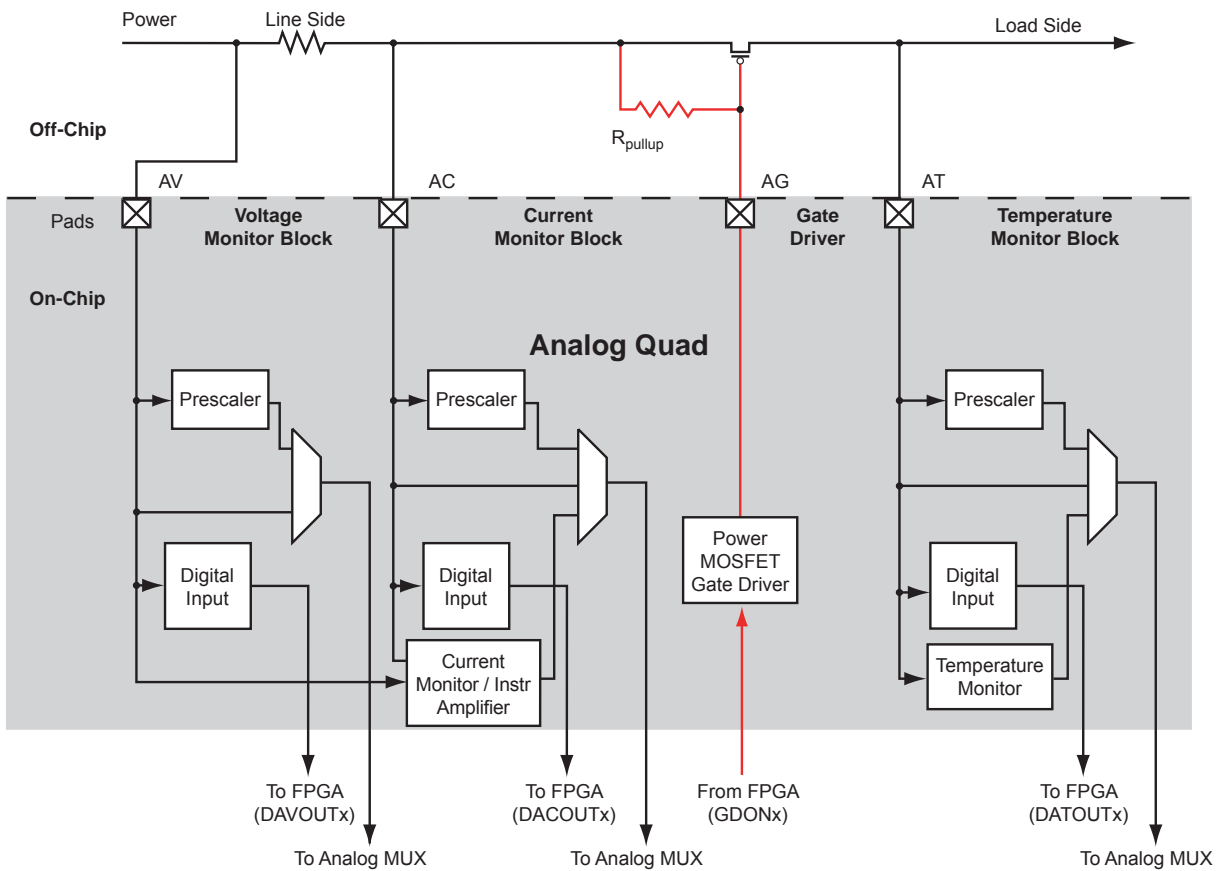 Power
Line Side
Load Side
Off-Chip
Rpullup
AV
AC
AG
AT
Pads
Voltage
Monitor Block
Current
Monitor Block
Gate
Driver
Temperature
Monitor Block
On-Chip
Analog Quad
Prescaler
Prescaler
Prescaler
Power
MOSFET
Gate Driver
Digital
Input
Digital
Input
Digital
Input
Current
Monitor / Instr
Amplifier
Temperature
Monitor
To FPGA
(DAVOUTx)
To FPGA
(DACOUTx)
From FPGA
(GDONx)
To FPGA
(DATOUTx)
To Analog MUX
To Analog MUX
To Analog MUX